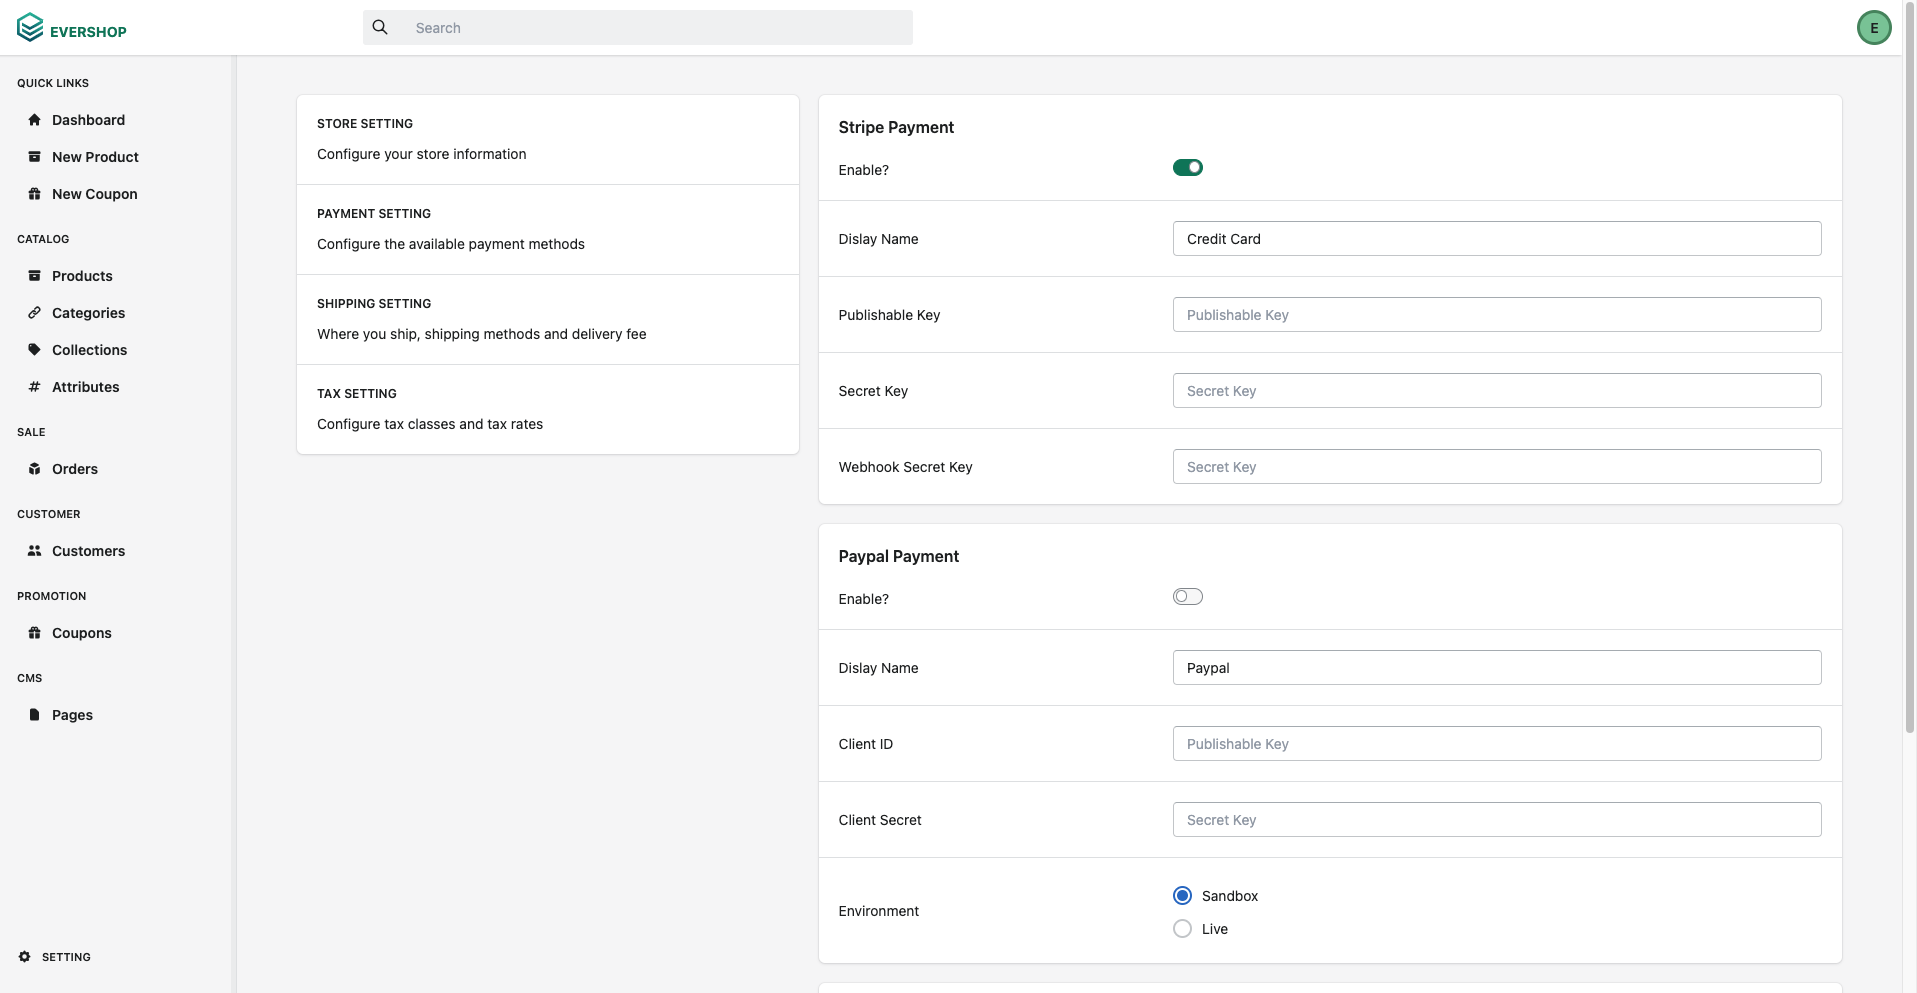 EVERSHOP
Search
E
QUICK LINKS
Dashboard
New Product
New Coupon
CATALOG
Products
Categories
Collections
Attributes
SALE
Orders
CUSTOMER
Customers
PROMOTION
Coupons
CMS
Pages
SETTING
STORE SETTING
Configure your store information
PAYMENT SETTING
Configure the available payment methods
SHIPPING SETTING
Where you ship, shipping methods and delivery fee
TAX SETTING
Configure tax classes and tax rates
Stripe Payment
Enable?
Dislay Name
Credit Card
Publishable Key
Publishable Key
Secret Key
Secret Key
Webhook Secret Key
Secret Key
Paypal Payment
Enable?
Dislay Name
Paypal
Client ID
Publishable Key
Client Secret
Secret Key
Environment
Sandbox
Live